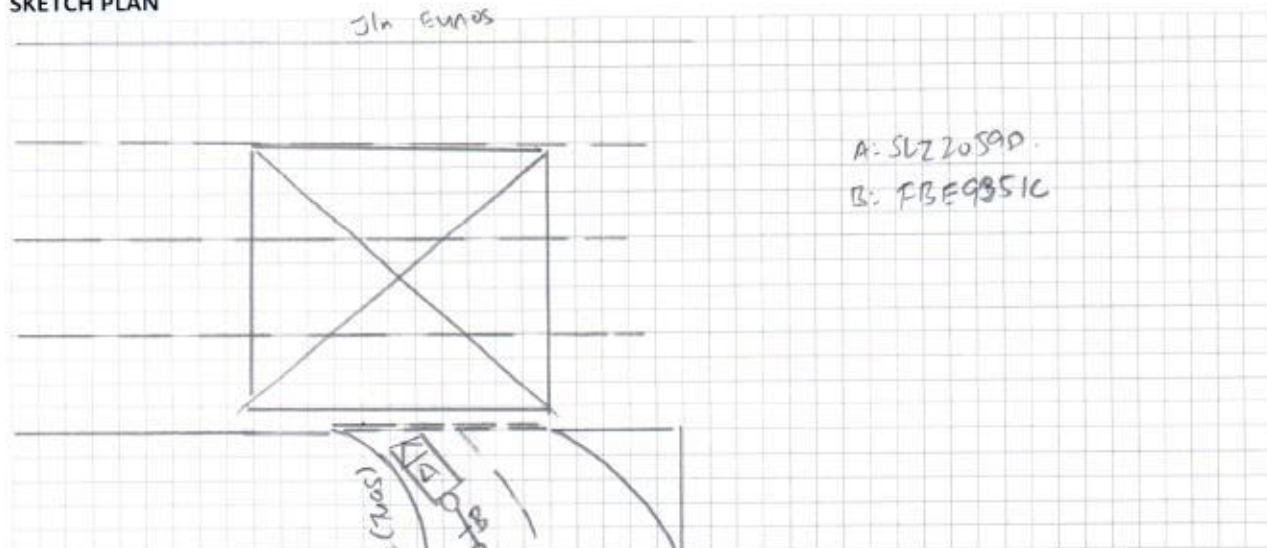 SKETCH PLAN
Jln Eunos
A: SLZ2059D.
B: FBE9351C
A
B